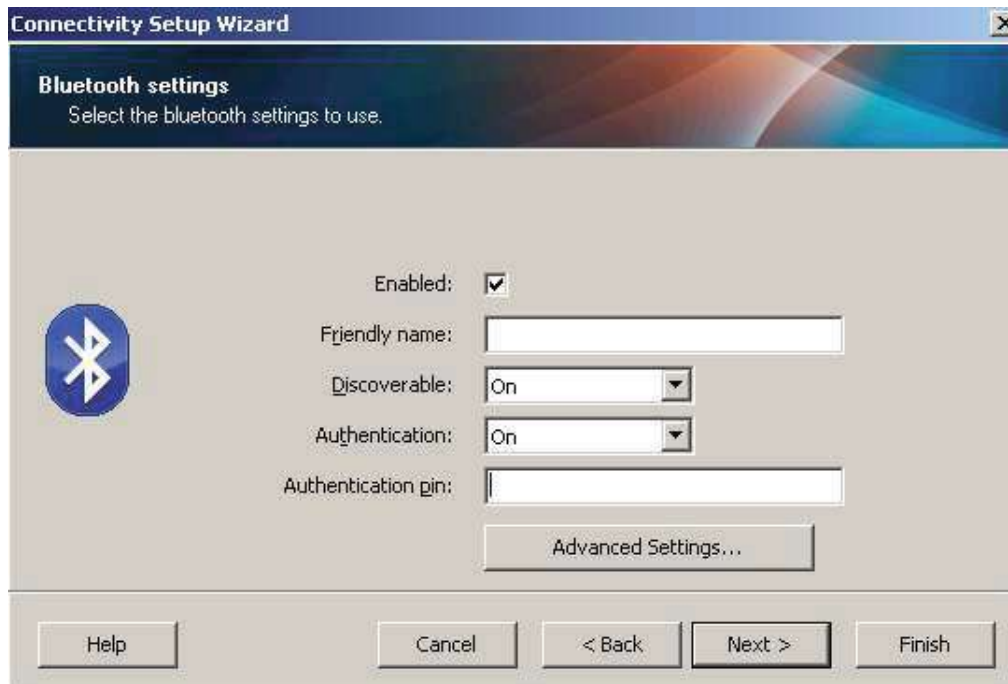 Connectivity Setup Wizard
Bluetooth settings
Select the bluetooth settings to use.
Enabled:
Friendly name:
Discoverable: On
Authentication: On
Authentication pin:
Advanced Settings...
Help Cancel < Back Next > Finish